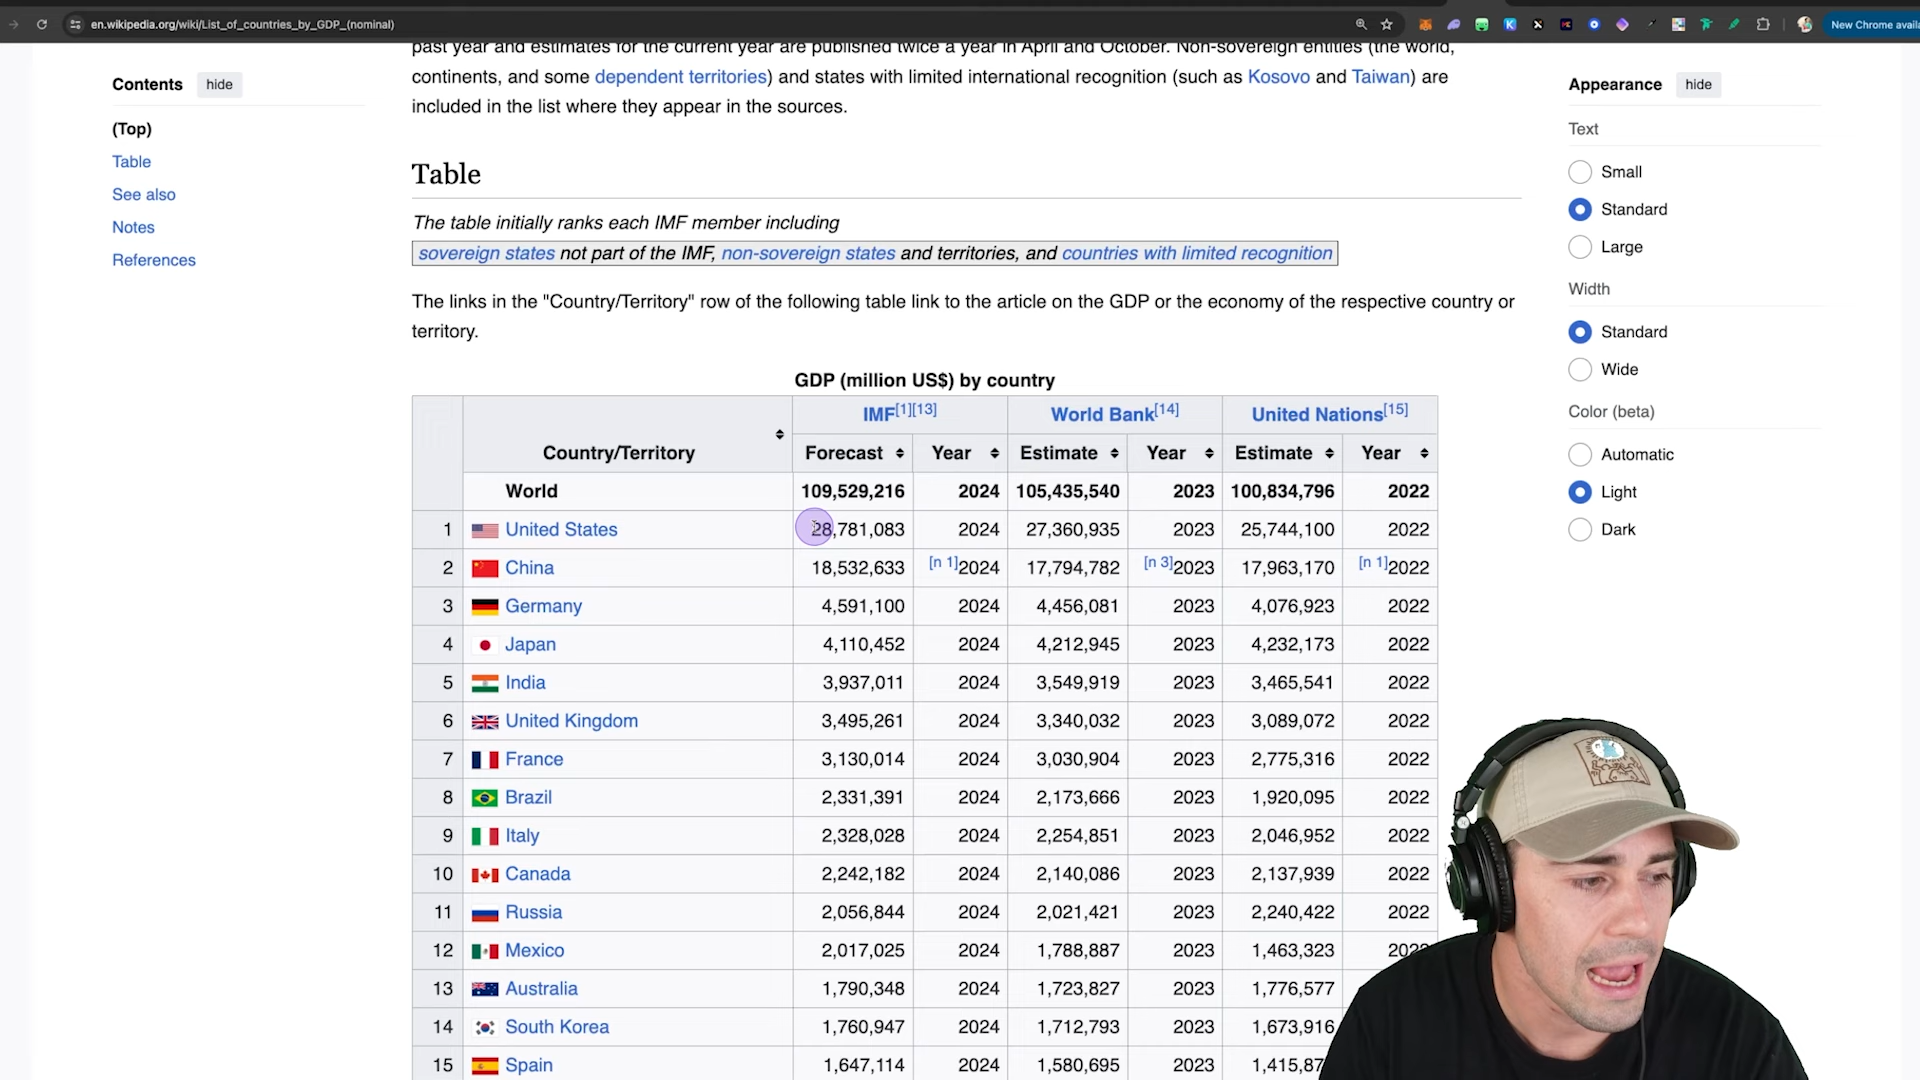 en.wikipedia.org/wiki/List_of_countries_by_GDP_(nominal)
New Chrome availa
past year and estimates for the current year are published twice a year in April and October. Non-sovereign entities (the world,
continents, and some dependent territories) and states with limited international recognition (such as Kosovo and Taiwan) are
included in the list where they appear in the sources.
Contents hide
(Top)
Table
See also
Notes
References
Table
The table initially ranks each IMF member including
sovereign states not part of the IMF, non-sovereign states and territories, and countries with limited recognition
The links in the "Country/Territory" row of the following table link to the article on the GDP or the economy of the respective country or
territory.
GDP (million US$) by country
Country/Territory IMF[1][13] World Bank[14] United Nations[15]
Forecast Year Estimate Year Estimate Year
World 109,529,216 2024 105,435,540 2023 100,834,796 2022
1 United States 28,781,083 2024 27,360,935 2023 25,744,100 2022
2 China 18,532,633 [n 1]2024 17,794,782 [n 3]2023 17,963,170 [n 1]2022
3 Germany 4,591,100 2024 4,456,081 2023 4,076,923 2022
4 Japan 4,110,452 2024 4,212,945 2023 4,232,173 2022
5 India 3,937,011 2024 3,549,919 2023 3,465,541 2022
6 United Kingdom 3,495,261 2024 3,340,032 2023 3,089,072 2022
7 France 3,130,014 2024 3,030,904 2023 2,775,316 2022
8 Brazil 2,331,391 2024 2,173,666 2023 1,920,095 2022
9 Italy 2,328,028 2024 2,254,851 2023 2,046,952 2022
10 Canada 2,242,182 2024 2,140,086 2023 2,137,939 2022
11 Russia 2,056,844 2024 2,021,421 2023 2,240,422 2022
12 Mexico 2,017,025 2024 1,788,887 2023 1,463,323 2022
13 Australia 1,790,348 2024 1,723,827 2023 1,776,577
14 South Korea 1,760,947 2024 1,712,793 2023 1,673,916
15 Spain 1,647,114 2024 1,580,695 2023 1,415,87
Appearance hide
Text
Small
Standard
Large
Width
Standard
Wide
Color (beta)
Automatic
Light
Dark